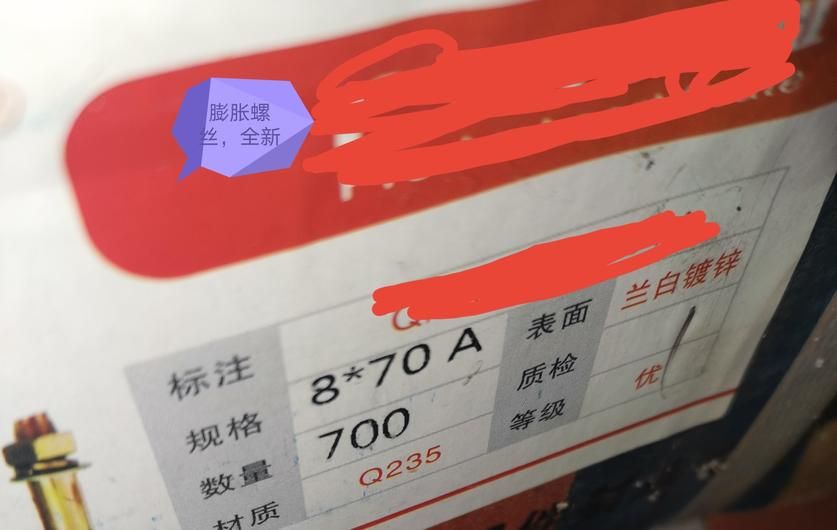 膨胀螺
丝，全新
标注
规格 8*70 A 表面 兰白镀锌
数量 700 质检
材质 Q235 等级 优